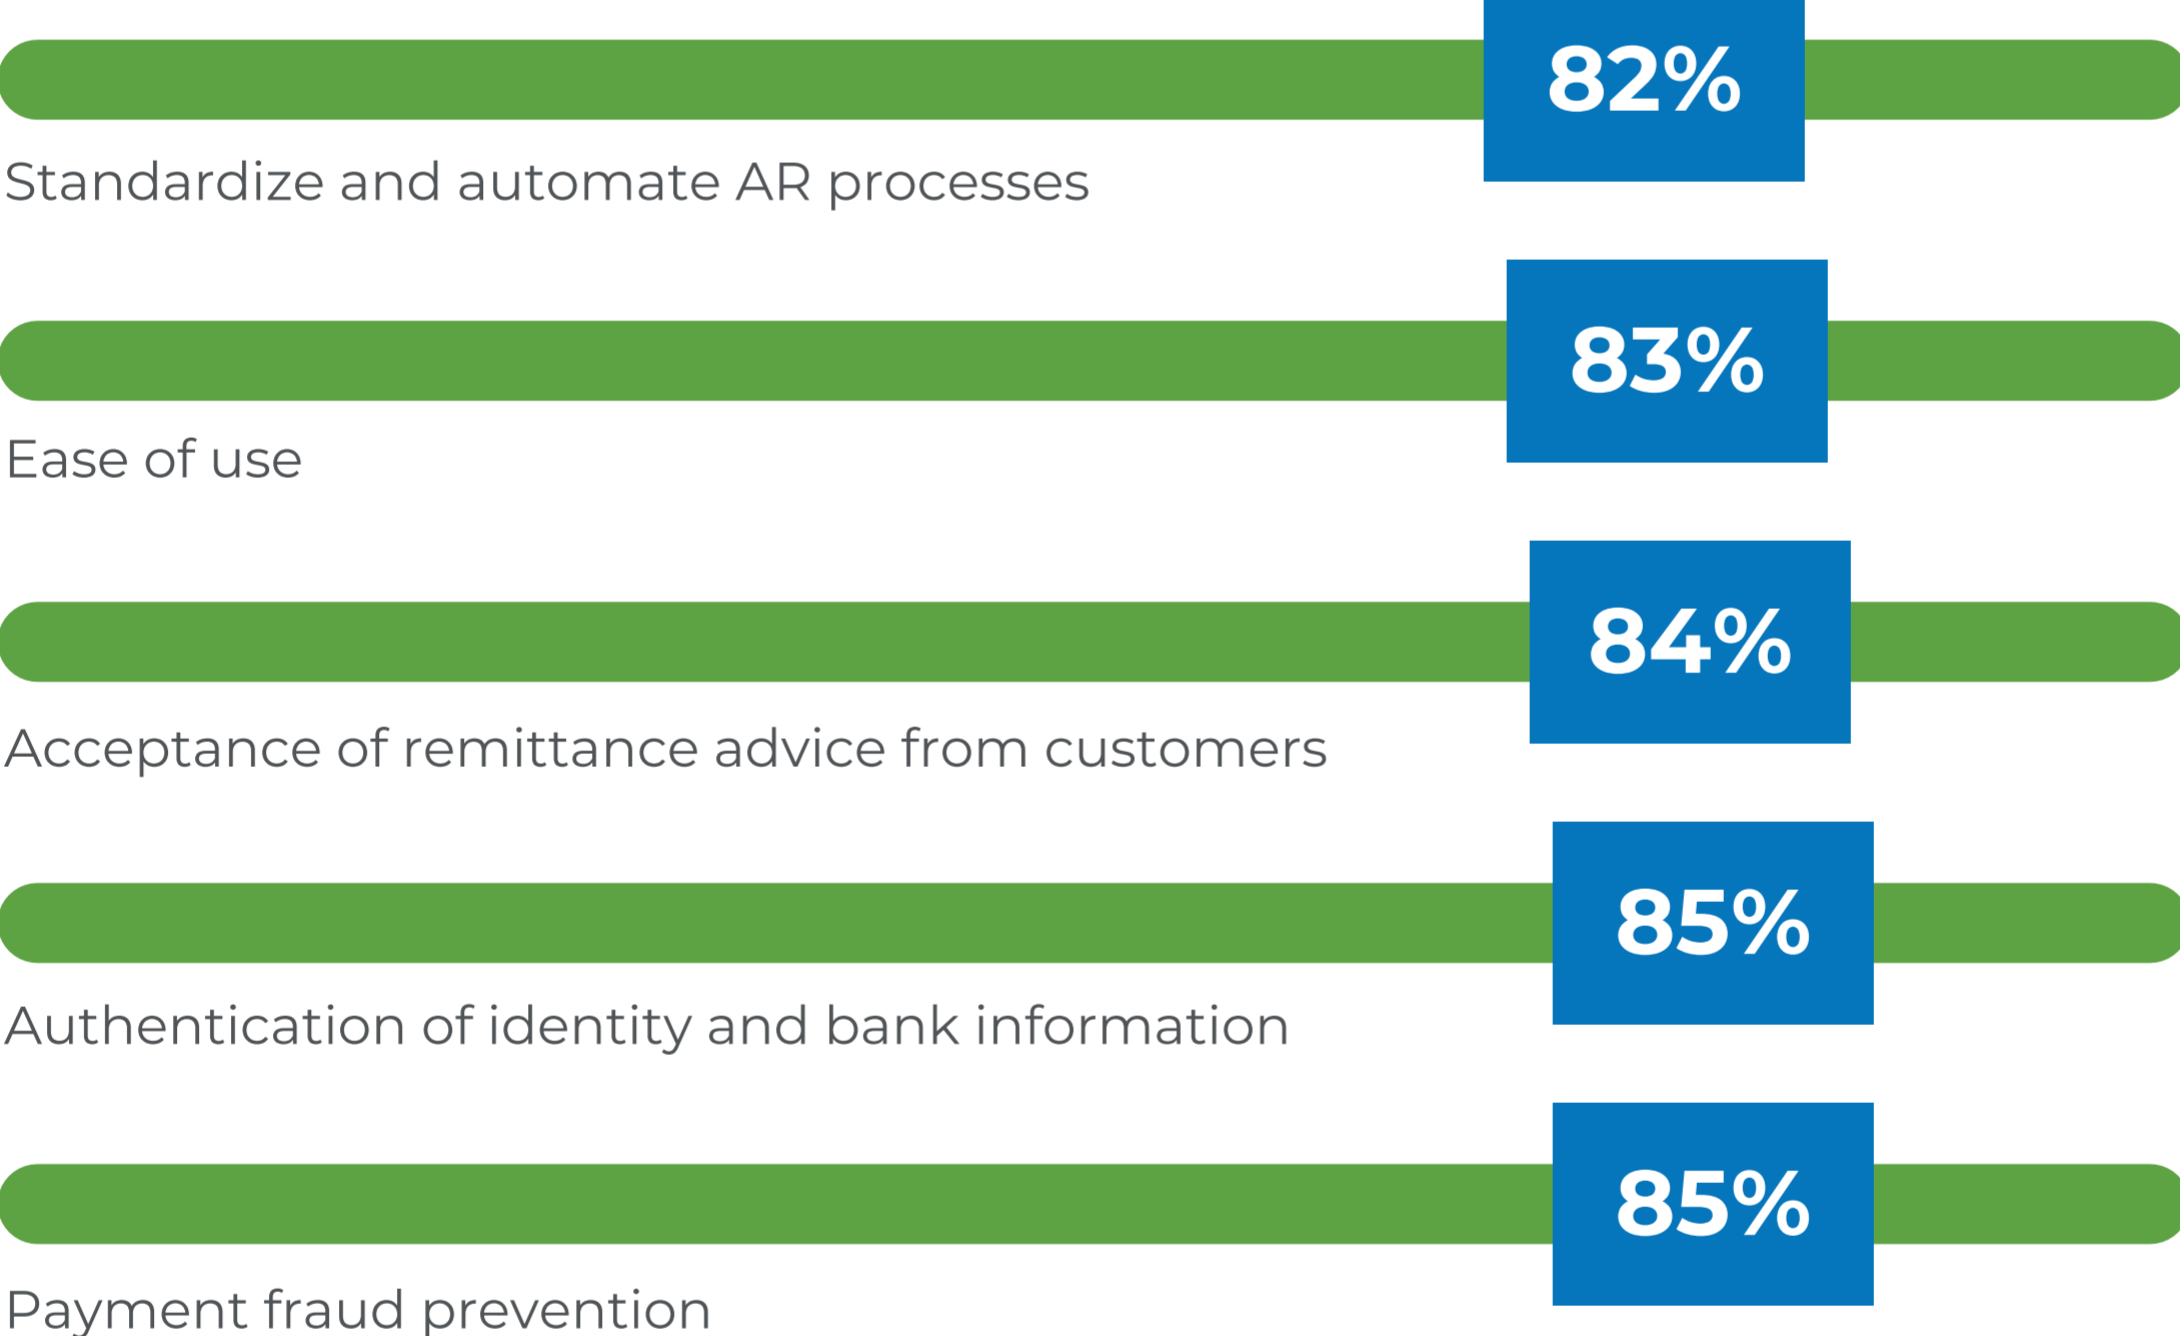 82%
Standardize and automate AR processes
83%
Ease of use
84%
Acceptance of remittance advice from customers
85%
Authentication of identity and bank information
85%
Payment fraud prevention